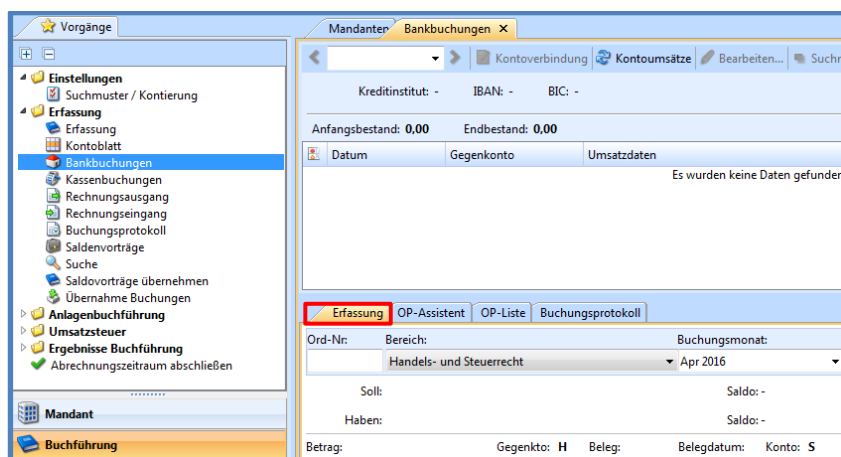 Vorgänge
Einstellungen
Suchmuster / Kontierung
Erfassung
Erfassung
Kontoblatt
Bankbuchungen
Kassenbuchungen
Rechnungsausgang
Rechnungseingang
Buchungsprotokoll
Saldenvorträge
Suche
Saldovorträge übernehmen
Übernahme Buchungen
Anlagenbuchführung
Umsatzsteuer
Ergebnisse Buchführung
Abrechnungszeitraum abschließen
Mandant
Buchführung
Mandanten Bankbuchungen
Kontoverbindung Kontoumsätze Bearbeiten... Suchr
Kreditinstitut: - IBAN: - BIC: -
Anfangsbestand: 0,00 Endbestand: 0,00
Datum Gegenkonto Umsatzdaten
Es wurden keine Daten gefunden
Erfassung OP-Assistent OP-Liste Buchungsprotokoll
Ord-Nr: Bereich: Buchungsmonat:
Handels- und Steuerrecht Apr 2016
Soll: Saldo: -
Haben: Saldo: -
Betrag: Gegenkto: H Beleg: Belegdatum: Konto: S